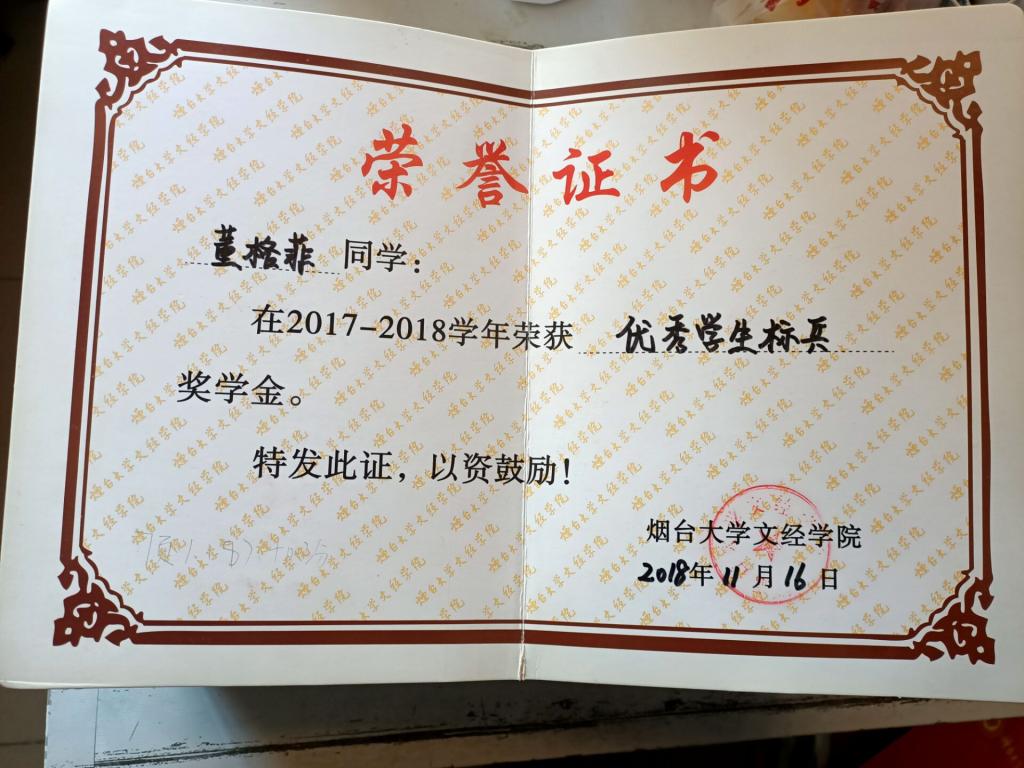 荣誉证书
董格菲 同学：
在2017-2018学年荣获 优秀学生标兵
奖学金。
特发此证，以资鼓励！
烟台大学文经学院
2018年11月16日